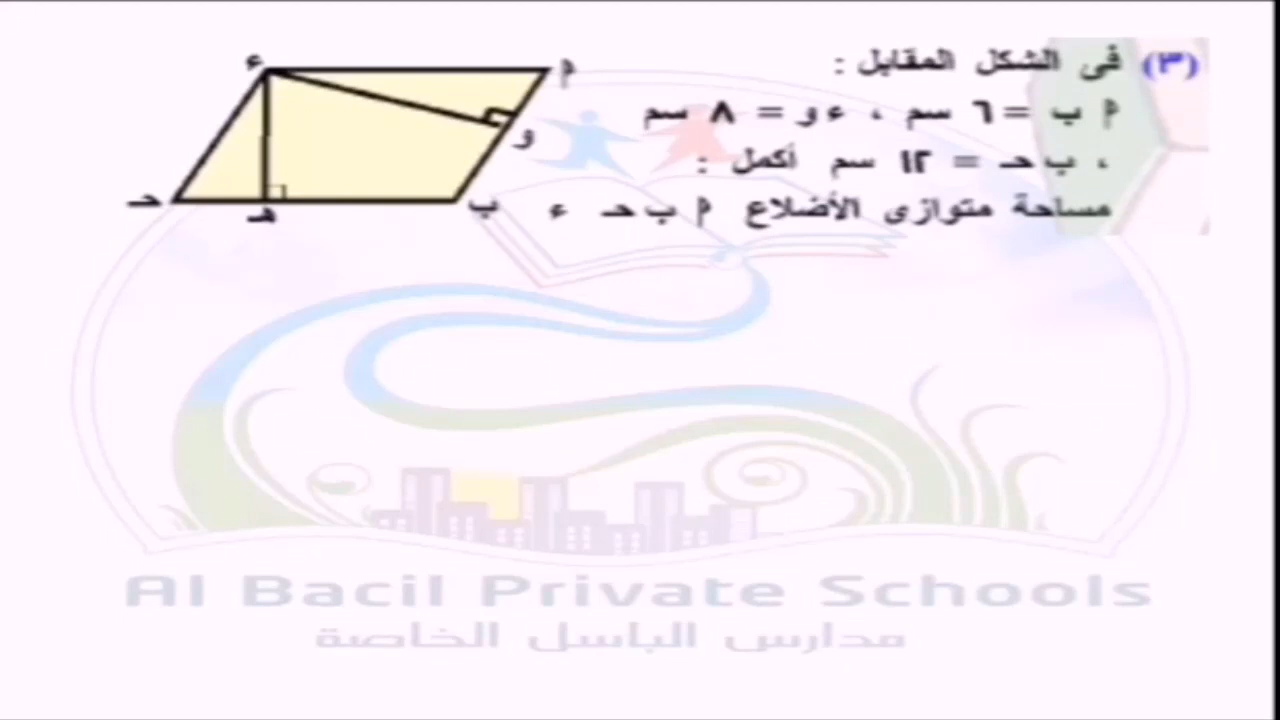 (٣) فى الشكل المقابل :
أ ب = ٦ سم ، ء و = ٨ سم
، ب حـ = ١٢ سم أكمل :
مساحة متوازى الأضلاع أ ب حـ ء
ء
أ
و
ب
هـ
حـ
Al Bacil Private Schools
مدارس الباسل الخاصة